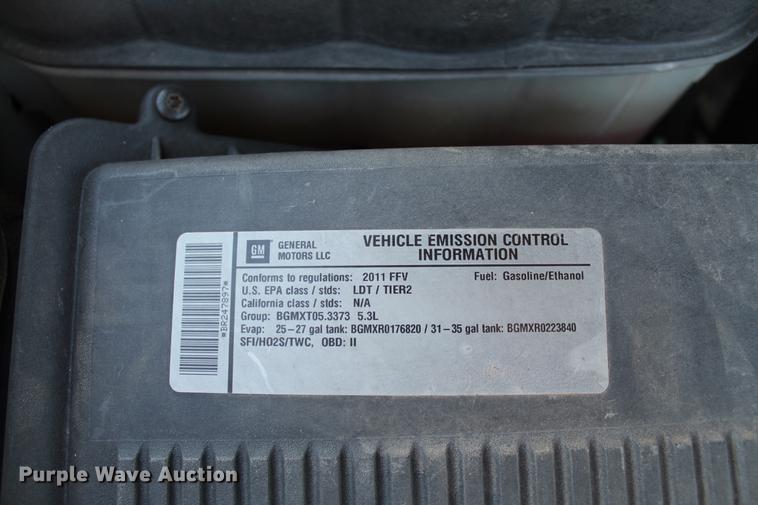 *BR247897*
GM
GENERAL
MOTORS LLC
VEHICLE EMISSION CONTROL
INFORMATION
Conforms to regulations: 2011 FFV Fuel: Gasoline/Ethanol
U.S. EPA class / stds: LDT / TIER2
California class / stds: N/A
Group: BGMXT05.3373 5.3L
Evap: 25-27 gal tank: BGMXR0176820 / 31-35 gal tank: BGMXR0223840
SFI/HO2S/TWC, OBD: II
Purple Wave Auction